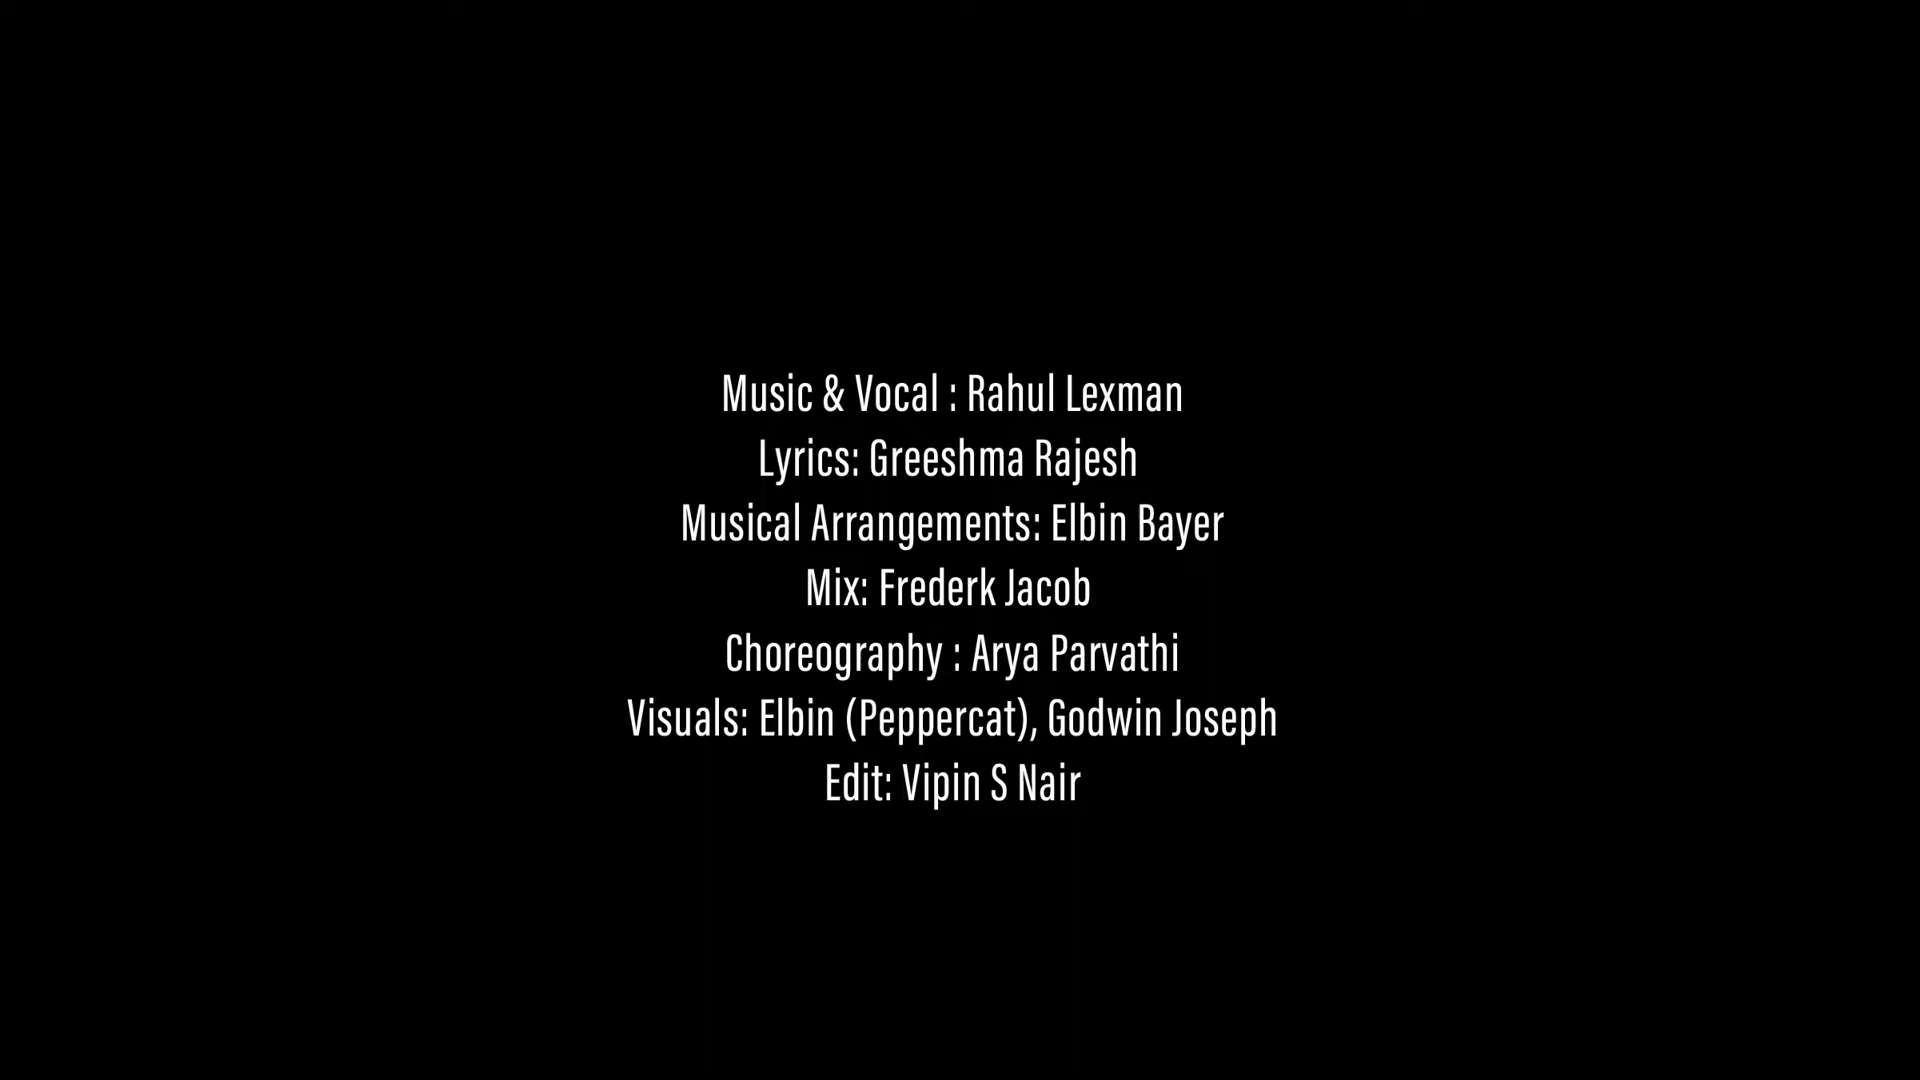 Music & Vocal : Rahul Lexman
Lyrics: Greeshma Rajesh
Musical Arrangements: Elbin Bayer
Mix: Frederk Jacob
Choreography : Arya Parvathi
Visuals: Elbin (Peppercat), Godwin Joseph
Edit: Vipin S Nair